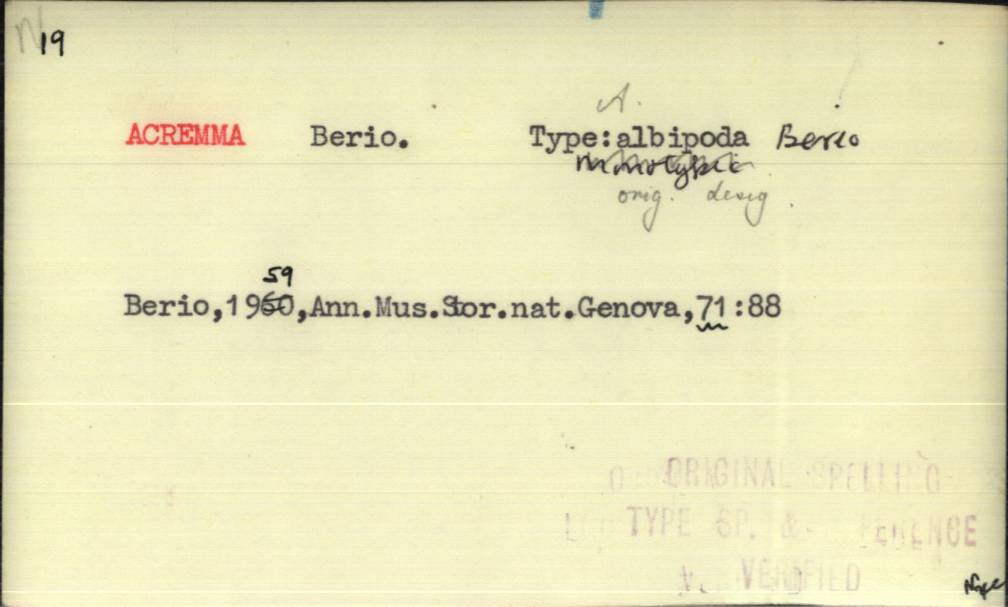 N 19
A.
ACREMMA Berio. Type: albipoda Berio
monotypic
orig. desig.
59
Berio, 1960, Ann. Mus. Stor. nat. Genova, 71:88
ORIGINAL SPELLING
TYPE SP. &
VERIFIED